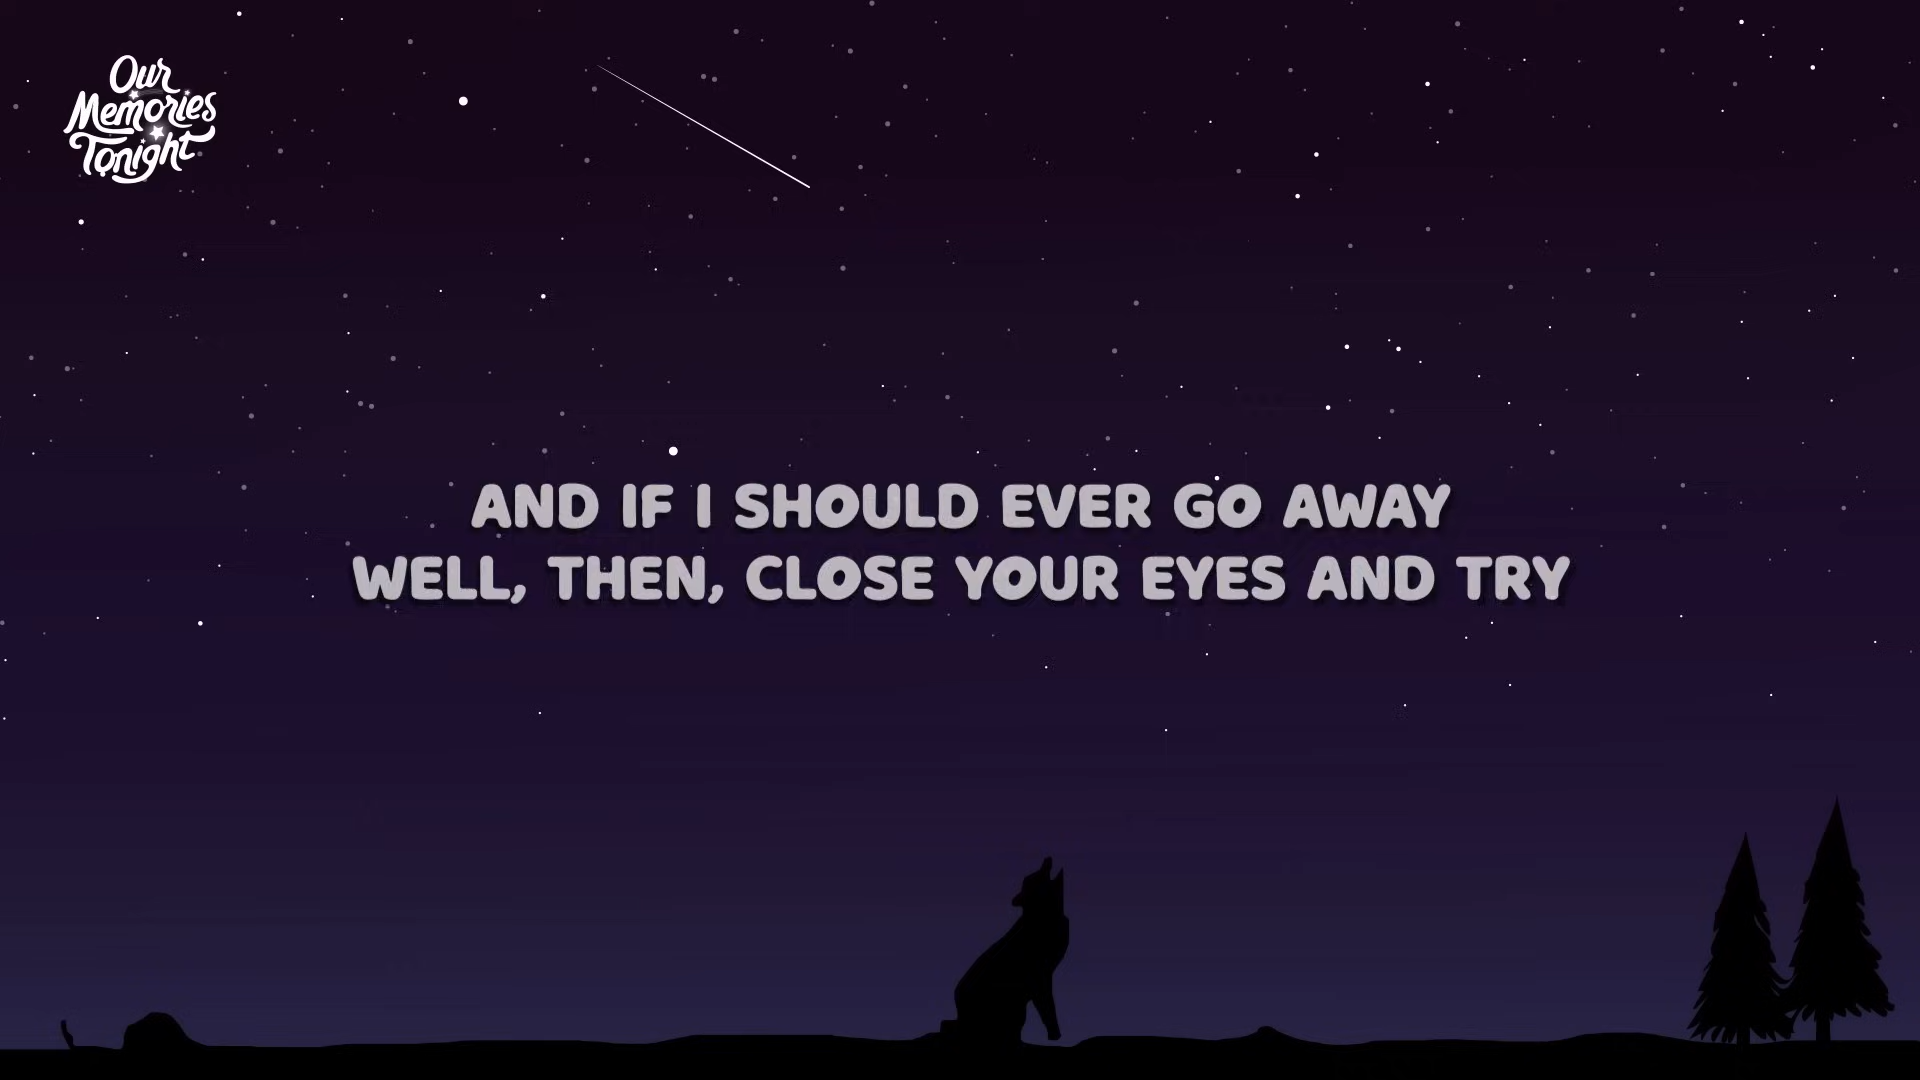 Our
Memories
Tonight
AND IF I SHOULD EVER GO AWAY
WELL, THEN, CLOSE YOUR EYES AND TRY